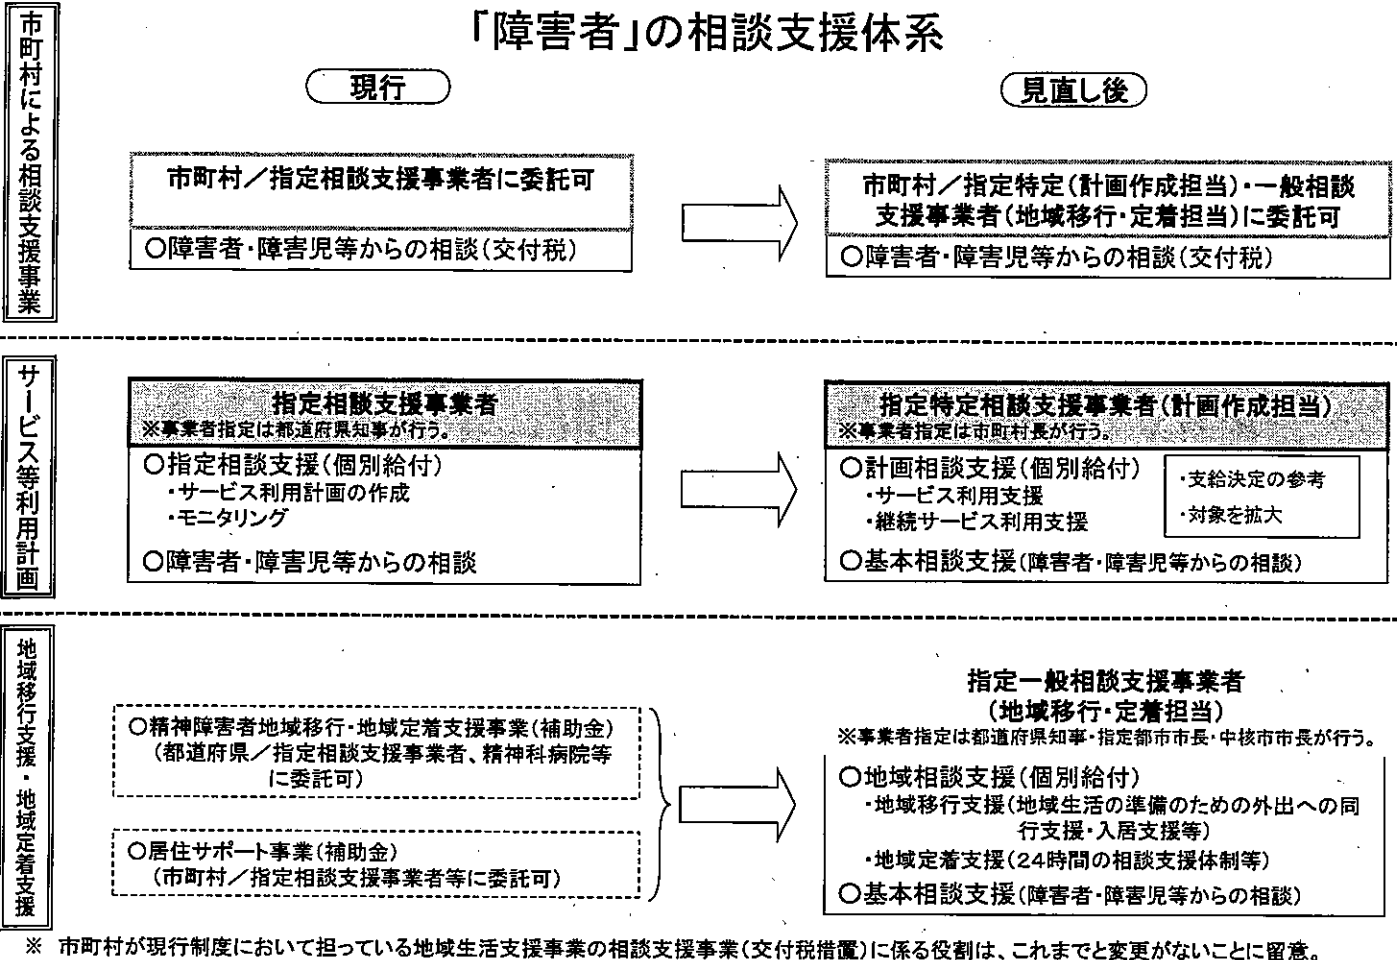 「障害者」の相談支援体系
現行
見直し後
市町村による相談支援事業
市町村／指定相談支援事業者に委託可
○障害者・障害児等からの相談(交付税)
市町村／指定特定(計画作成担当)・一般相談
支援事業者(地域移行・定着担当)に委託可
○障害者・障害児等からの相談(交付税)
サービス等利用計画
指定相談支援事業者
※事業者指定は都道府県知事が行う。
○指定相談支援(個別給付)
・サービス利用計画の作成
・モニタリング
○障害者・障害児等からの相談
指定特定相談支援事業者(計画作成担当)
※事業者指定は市町村長が行う。
○計画相談支援(個別給付)
・サービス利用支援
・継続サービス利用支援
・支給決定の参考
・対象を拡大
○基本相談支援(障害者・障害児等からの相談)
地域移行支援・地域定着支援
○精神障害者地域移行・地域定着支援事業(補助金)
(都道府県／指定相談支援事業者、精神科病院等
に委託可)
○居住サポート事業(補助金)
(市町村／指定相談支援事業者等に委託可)
指定一般相談支援事業者
(地域移行・定着担当)
※事業者指定は都道府県知事・指定都市市長・中核市市長が行う。
○地域相談支援(個別給付)
・地域移行支援(地域生活の準備のための外出への同
行支援・入居支援等)
・地域定着支援(24時間の相談支援体制等)
○基本相談支援(障害者・障害児等からの相談)
※ 市町村が現行制度において担っている地域生活支援事業の相談支援事業(交付税措置)に係る役割は、これまでと変更がないことに留意。